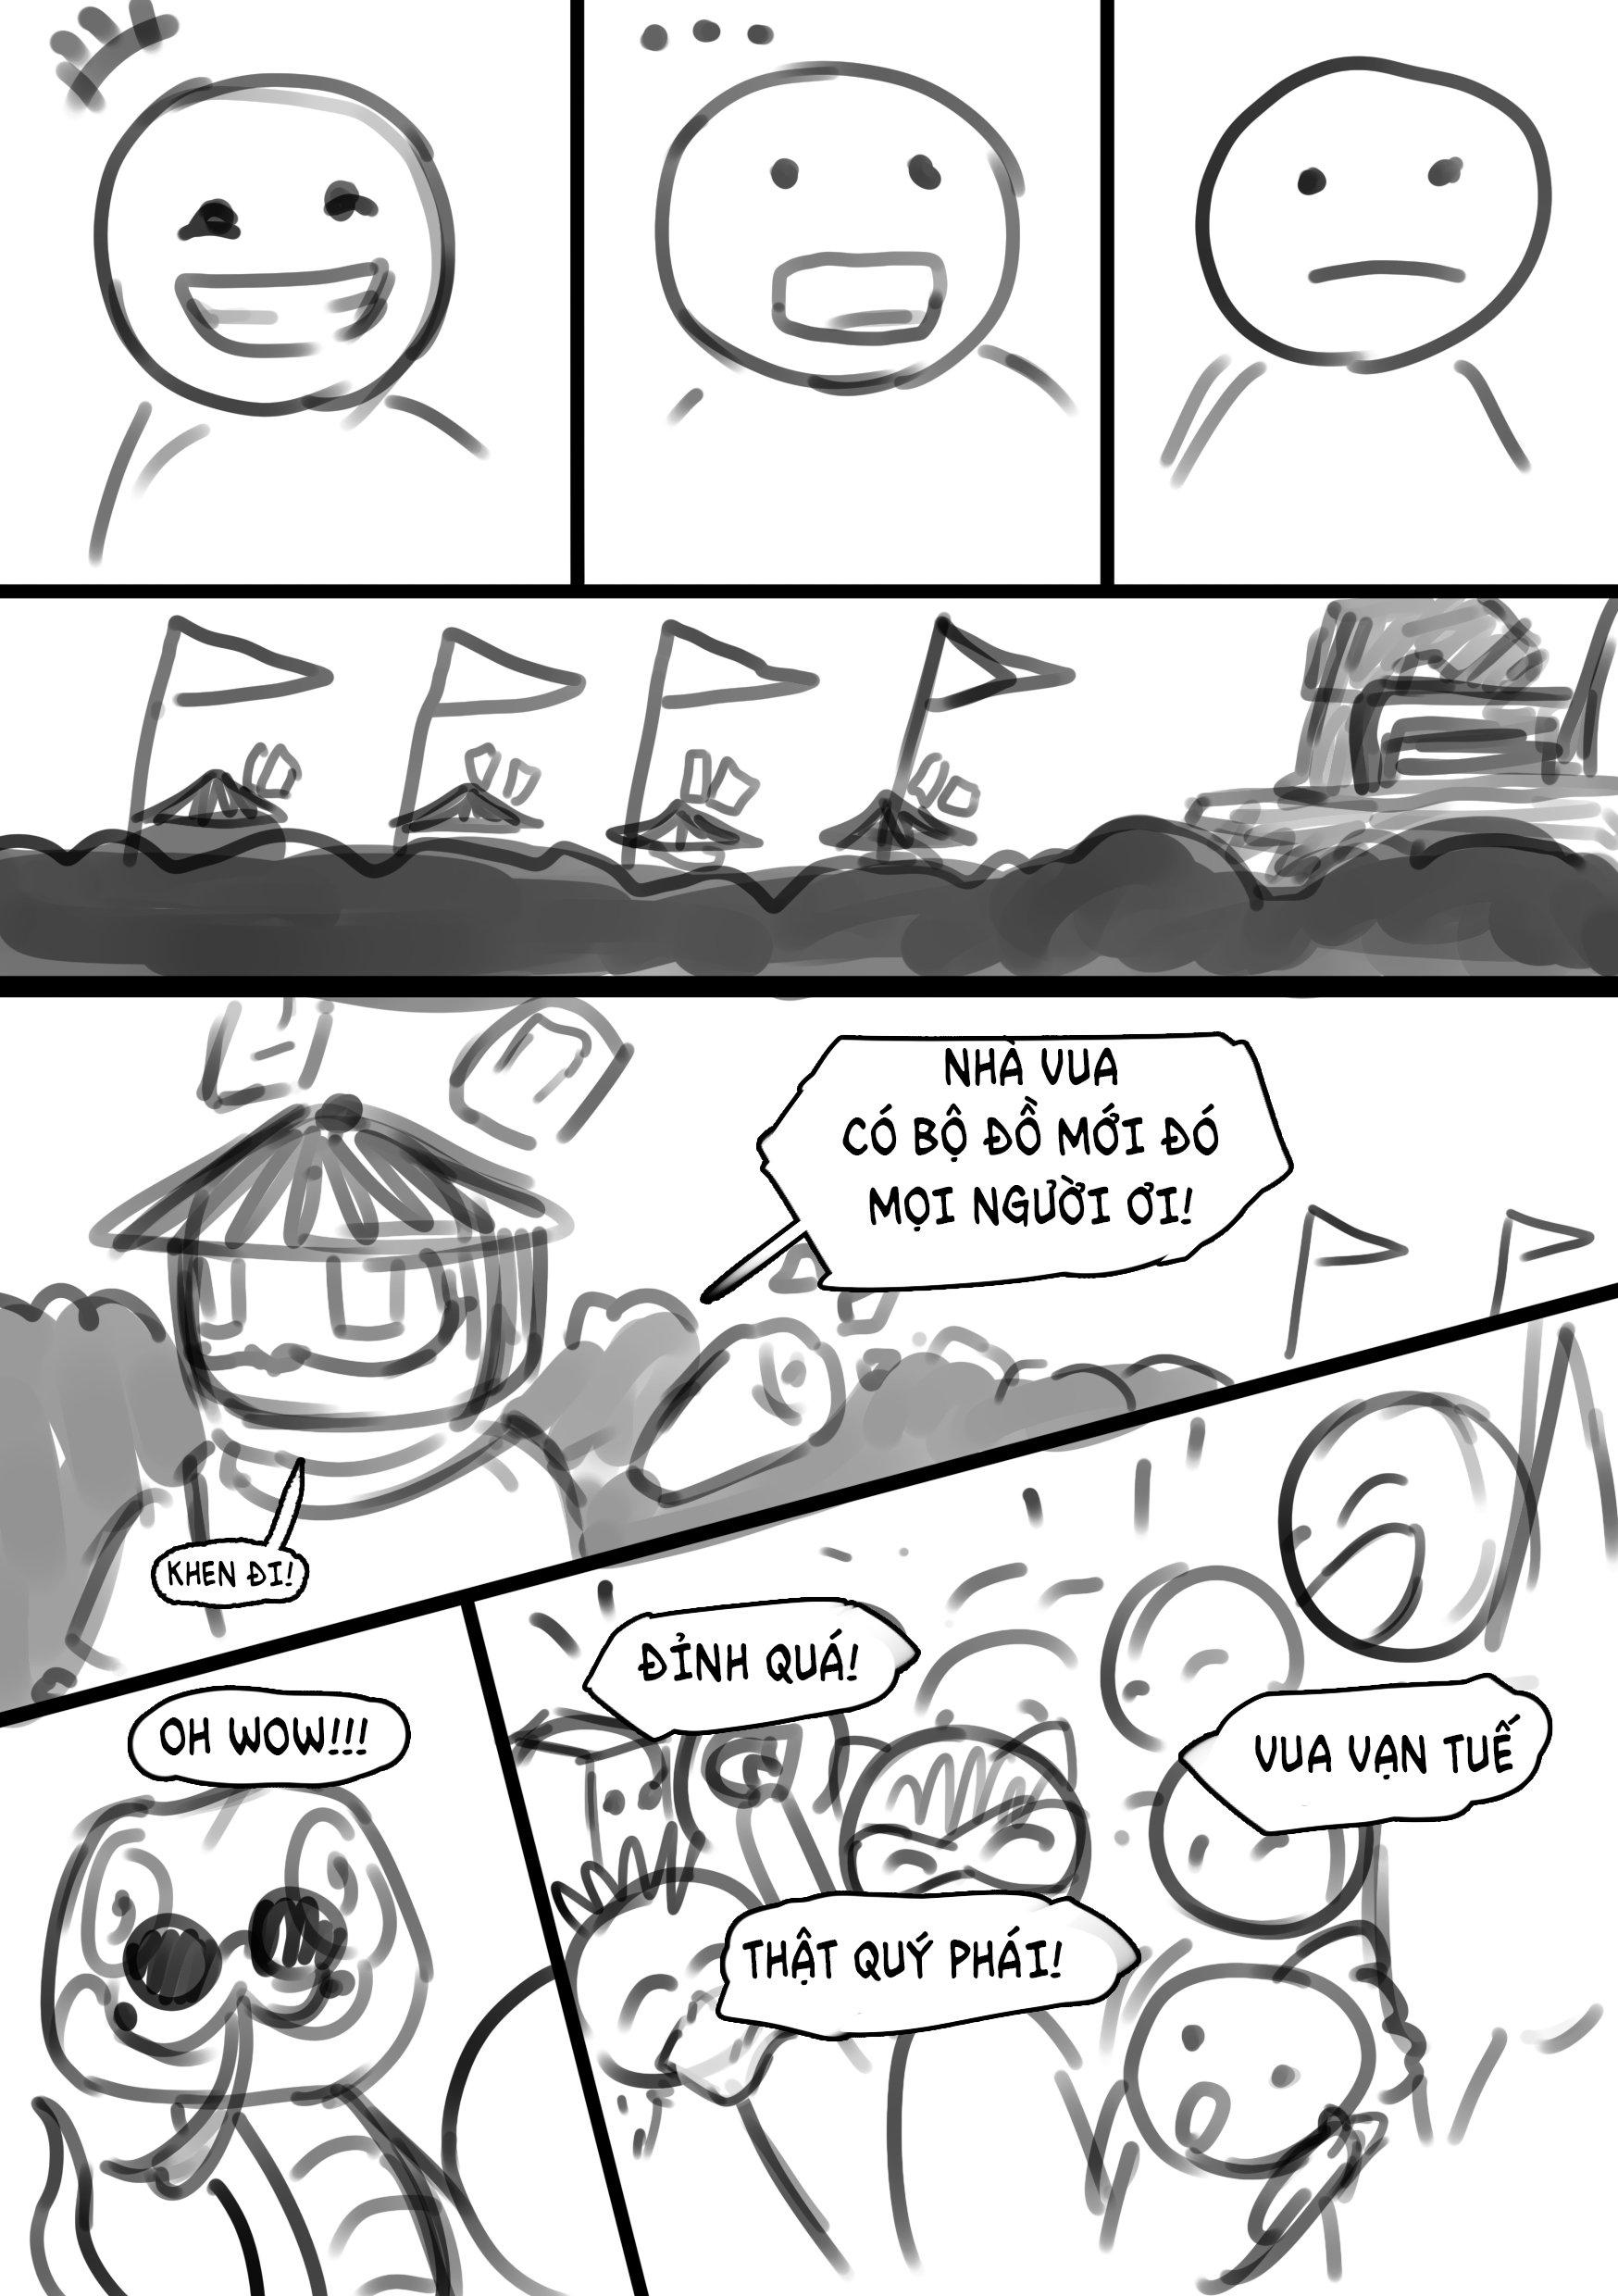 NHÀ VUA
CÓ BỘ ĐỒ MỚI ĐÓ
MỌI NGƯỜI ƠI!
KHEN ĐI!
OH WOW!!!
ĐỈNH QUÁ!
VUA VẠN TUẾ
THẬT QUÝ PHÁI!